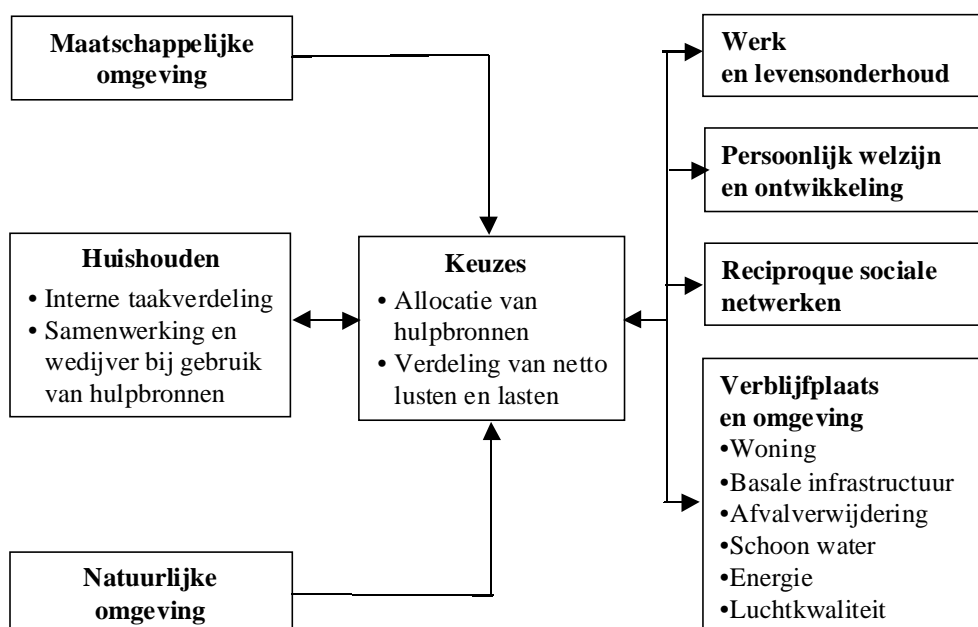 Maatschappelijke
omgeving
Huishouden
• Interne taakverdeling
• Samenwerking en
wedijver bij gebruik
van hulpbronnen
Natuurlijke
omgeving
Keuzes
• Allocatie van
hulpbronnen
• Verdeling van netto
lusten en lasten
Werk
en levensonderhoud
Persoonlijk welzijn
en ontwikkeling
Reciproque sociale
netwerken
Verblijfplaats
en omgeving
•Woning
•Basale infrastructuur
•Afvalverwijdering
•Schoon water
•Energie
•Luchtkwaliteit